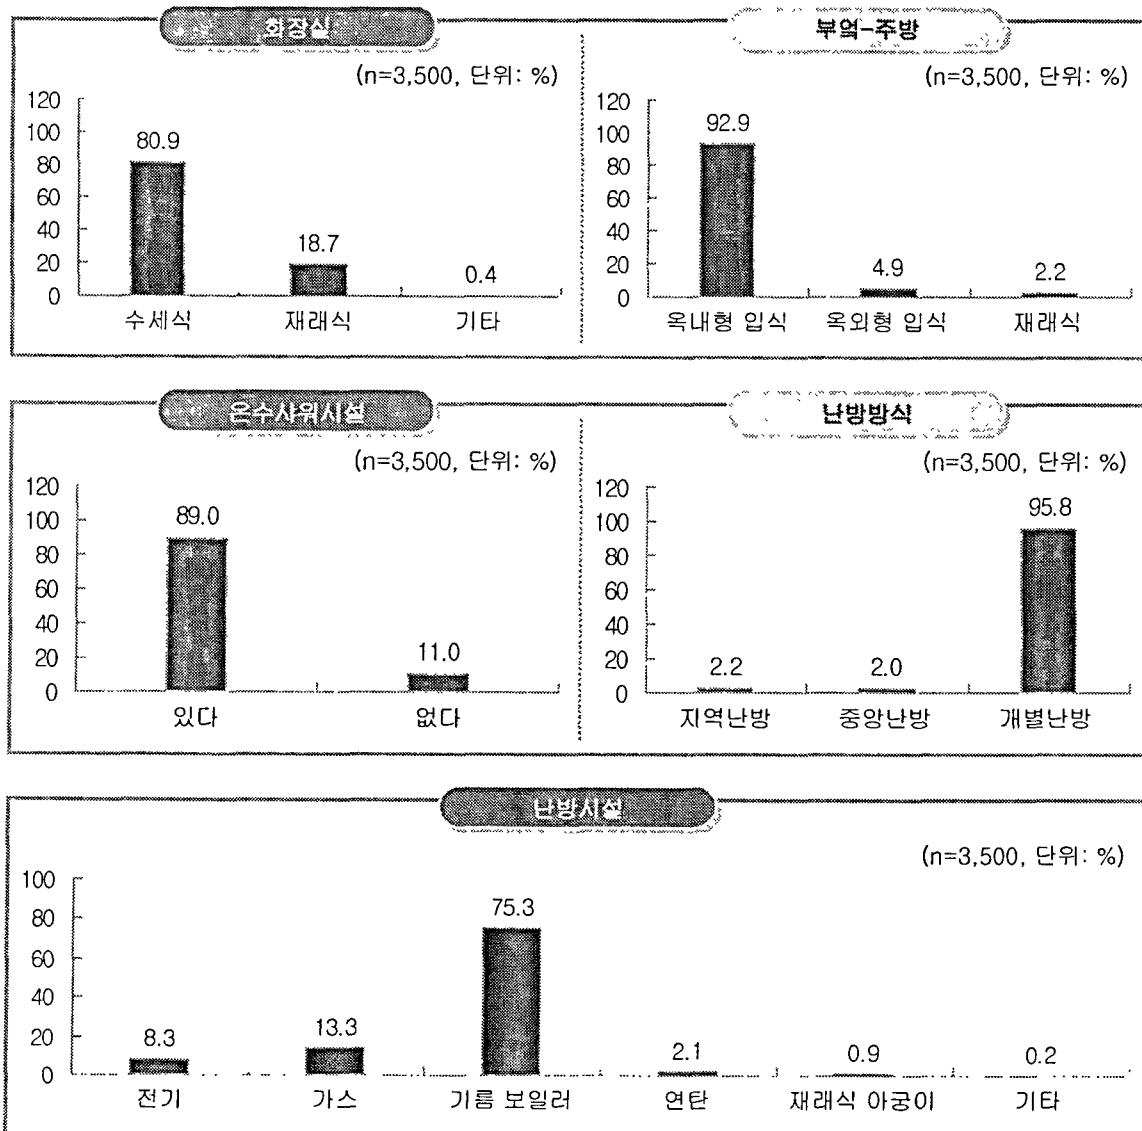 화장실
(n=3,500, 단위: %)
120
100
80
60
40
20
0
80.9
18.7
0.4
수세식
재래식
기타
부엌-주방
(n=3,500, 단위: %)
120
100
80
60
40
20
0
92.9
4.9
2.2
옥내형 입식
옥외형 입식
재래식
온수샤워시설
(n=3,500, 단위: %)
120
100
80
60
40
20
0
89.0
11.0
있다
없다
난방방식
(n=3,500, 단위: %)
120
100
80
60
40
20
0
2.2
2.0
95.8
지역난방
중앙난방
개별난방
난방시설
(n=3,500, 단위: %)
100
80
60
40
20
0
8.3
13.3
75.3
2.1
0.9
0.2
전기
가스
기름 보일러
연탄
재래식 아궁이
기타